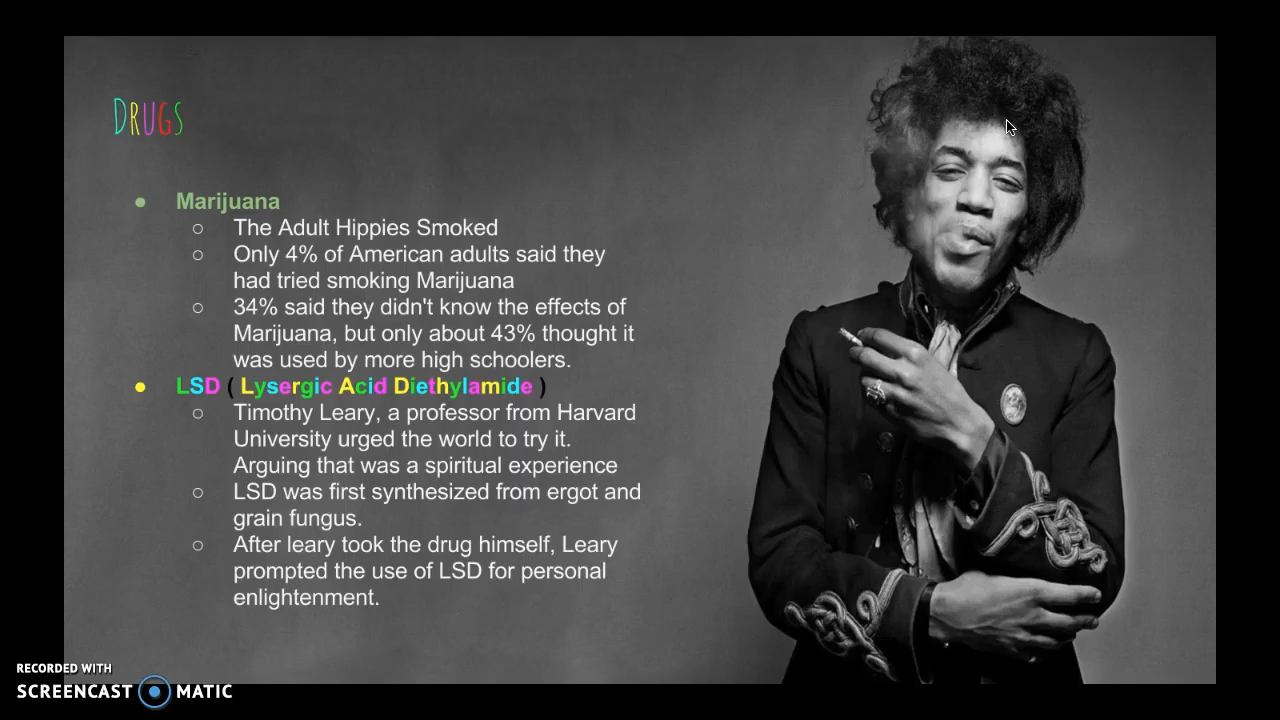 DRUGS
● Marijuana
○ The Adult Hippies Smoked
○ Only 4% of American adults said they
had tried smoking Marijuana
○ 34% said they didn't know the effects of
Marijuana, but only about 43% thought it
was used by more high schoolers.
● LSD ( Lysergic Acid Diethylamide )
○ Timothy Leary, a professor from Harvard
University urged the world to try it.
Arguing that was a spiritual experience
○ LSD was first synthesized from ergot and
grain fungus.
○ After leary took the drug himself, Leary
prompted the use of LSD for personal
enlightenment.
RECORDED WITH
SCREENCAST MATIC